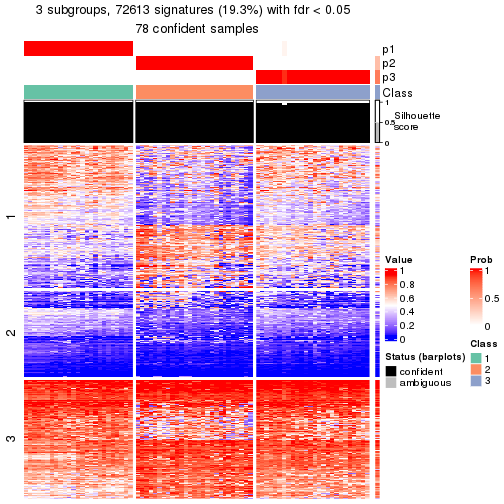 3 subgroups, 72613 signatures (19.3%) with fdr < 0.05
78 confident samples
p1
p2
p3
Class
1
0.5
0
Silhouette
score
1
2
3
Value
1
0.8
0.6
0.4
0.2
0
Status (barplots)
confident
ambiguous
Prob
1
0.5
0
Class
1
2
3